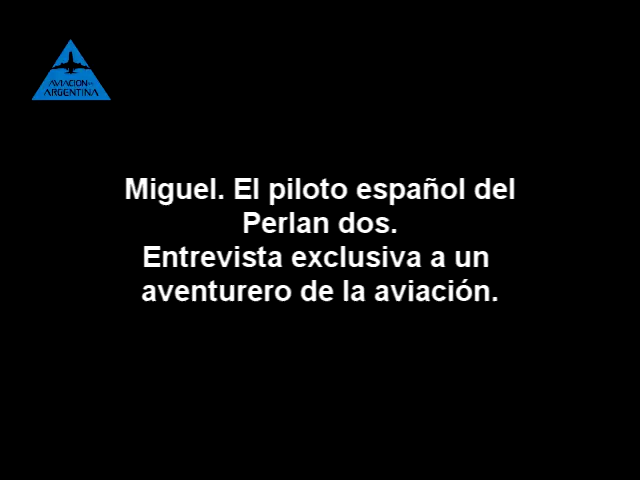 AVIACION EN
ARGENTINA
Miguel. El piloto español del
Perlan dos.
Entrevista exclusiva a un
aventurero de la aviación.